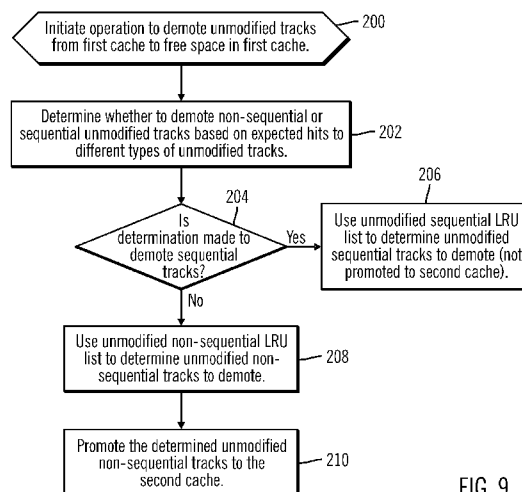 Initiate operation to demote unmodified tracks
from first cache to free space in first cache.
200
Determine whether to demote non-sequential or
sequential unmodified tracks based on expected hits to
different types of unmodified tracks.
202
204
Is
determination made to
demote sequential
tracks?
Yes
No
206
Use unmodified sequential LRU
list to determine unmodified
sequential tracks to demote (not
promoted to second cache).
Use unmodified non-sequential LRU
list to determine unmodified non-
sequential tracks to demote.
208
Promote the determined unmodified
non-sequential tracks to the
second cache.
210
FIG. 9